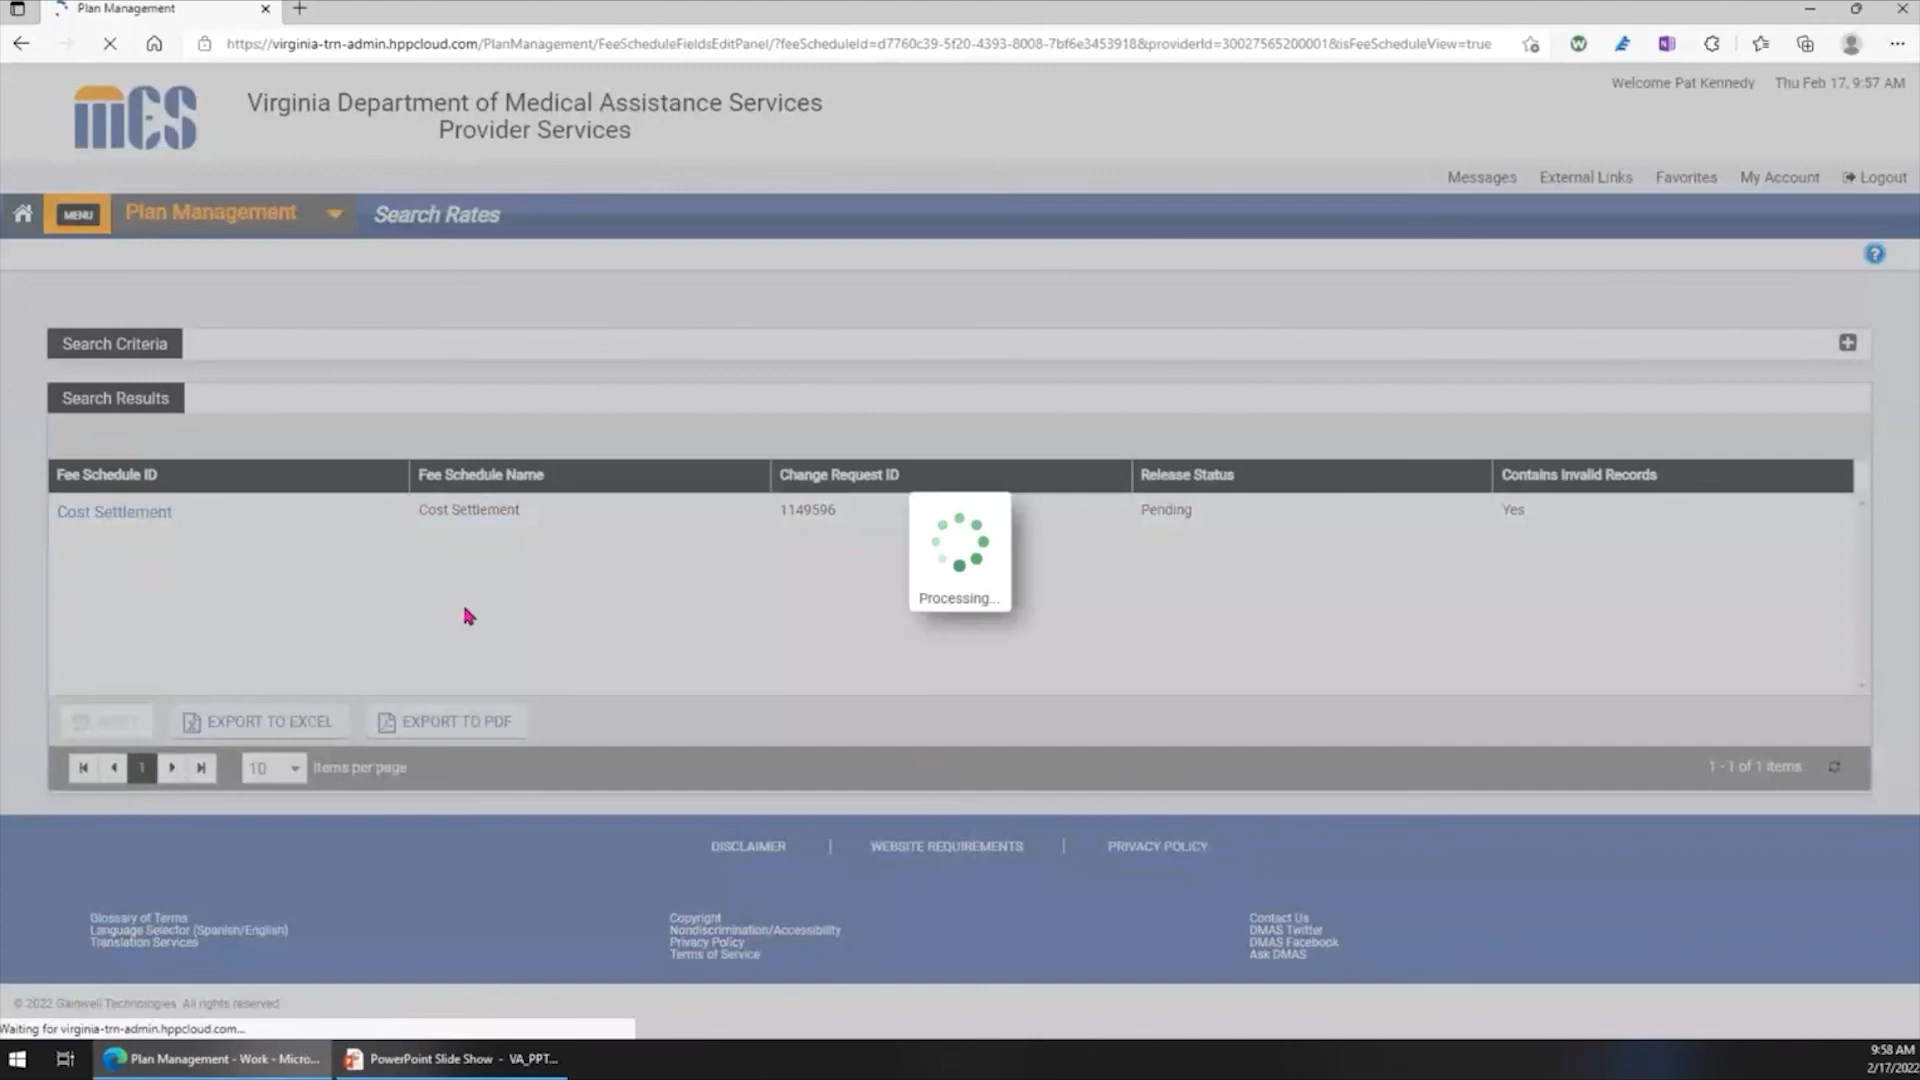 Plan Management
https://virginia-trn-admin.hppcloud.com/PlanManagement/FeeScheduleFieldsEditPanel/?feeScheduleId=d7760c39-5f20-4393-8008-7bf6e3453918&providerId=30027565200001&isFeeScheduleView=true
Welcome Pat Kennedy Thu Feb 17, 9:57 AM
mes
Virginia Department of Medical Assistance Services
Provider Services
Messages External Links Favorites My Account Logout
MENU Plan Management Search Rates
?
Search Criteria
Search Results
Fee Schedule ID Fee Schedule Name Change Request ID Release Status Contains Invalid Records
Cost Settlement Cost Settlement 1149596 Pending Yes
Processing...
EXPORT TO EXCEL EXPORT TO PDF
1 10 items per page 1 - 1 of 1 items
DISCLAIMER | WEBSITE REQUIREMENTS | PRIVACY POLICY
Glossary of Terms
Language Selector (Spanish/English)
Translation Services
Copyright
Nondiscrimination/Accessibility
Privacy Policy
Terms of Service
Contact Us
DMAS Twitter
DMAS Facebook
Ask DMAS
© 2022 Gainwell Technologies. All rights reserved
Waiting for virginia-trn-admin.hppcloud.com...
Plan Management - Work - Micro... PowerPoint Slide Show - VA_PPT...
9:58 AM
2/17/2022